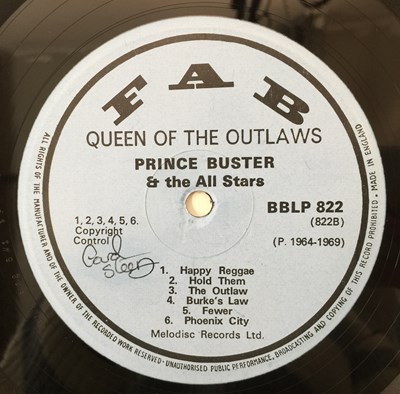 FAB
QUEEN OF THE OUTLAWS
PRINCE BUSTER
& the All Stars
BBLP 822
(822B)
(P. 1964-1969)
1, 2, 3, 4, 5, 6.
Copyright
Control
1. Happy Reggae
2. Hold Them
3. The Outlaw
4. Burke's Law
5. Fewer
6. Phoenix City
Melodisc Records Ltd.
ALL RIGHTS OF THE MANUFACTURER AND OF THE OWNER OF THE RECORDED WORK RESERVED - UNAUTHORISED PUBLIC PERFORMANCE, BROADCASTING AND COPYING OF THIS RECORD PROHIBITED · MADE IN ENGLAND